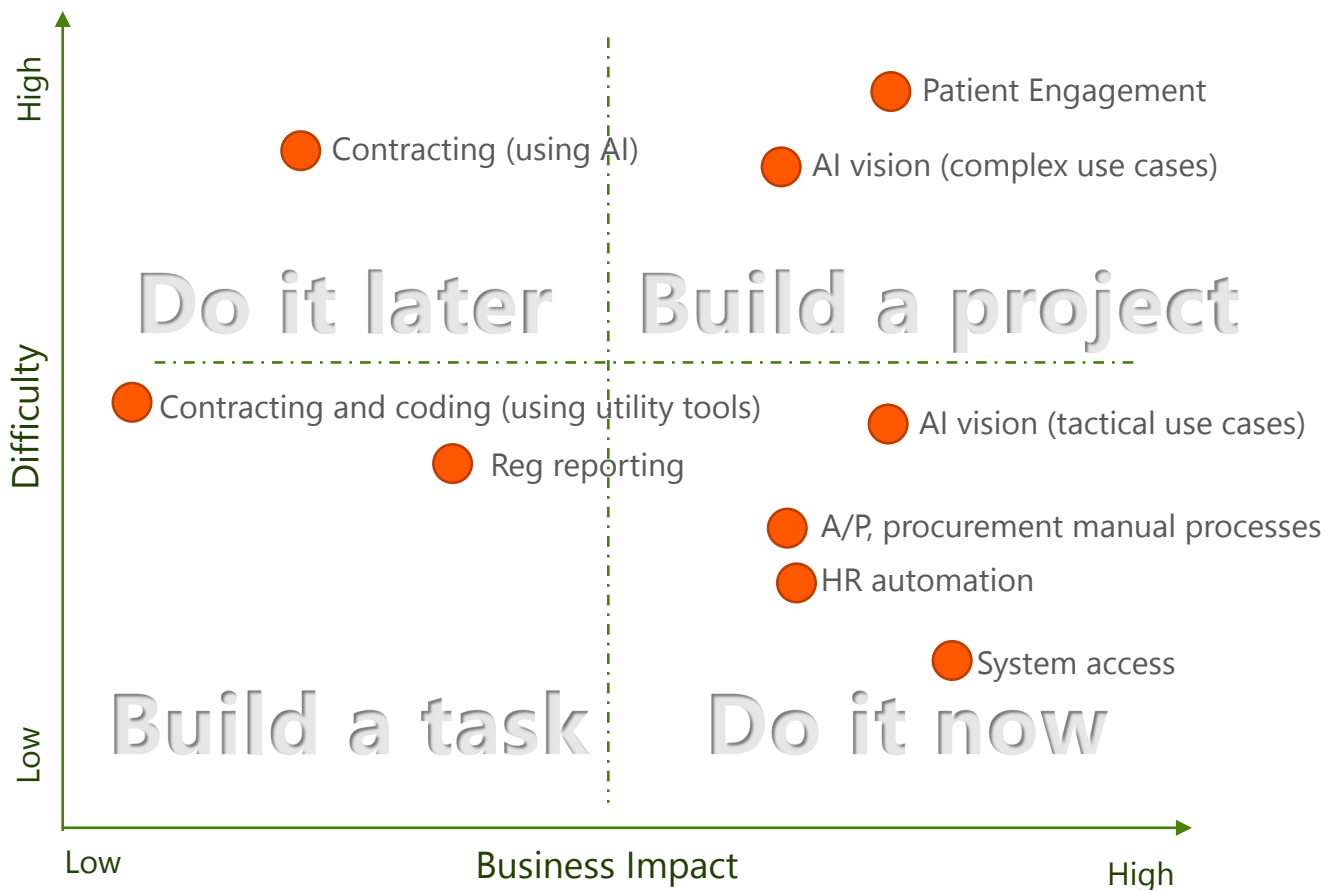 High
Patient Engagement
Contracting (using AI)
AI vision (complex use cases)
Do it later
Build a project
Difficulty
Contracting and coding (using utility tools)
AI vision (tactical use cases)
Reg reporting
A/P, procurement manual processes
HR automation
System access
Build a task
Do it now
Low
Low
Business Impact
High